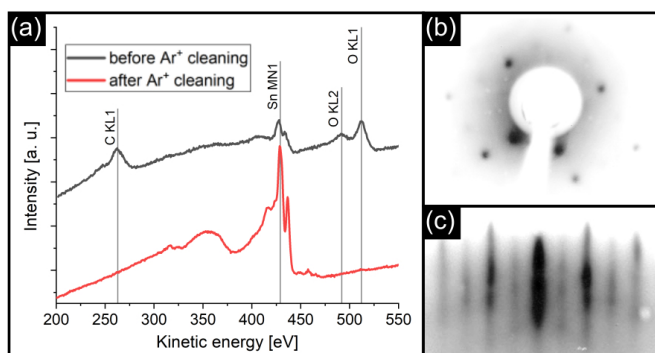 (a)
before Ar⁺ cleaning
after Ar⁺ cleaning
C KL1
Sn MN1
O KL2
O KL1
Intensity [a. u.]
200 250 300 350 400 450 500 550
Kinetic energy [eV]
(b)
(c)